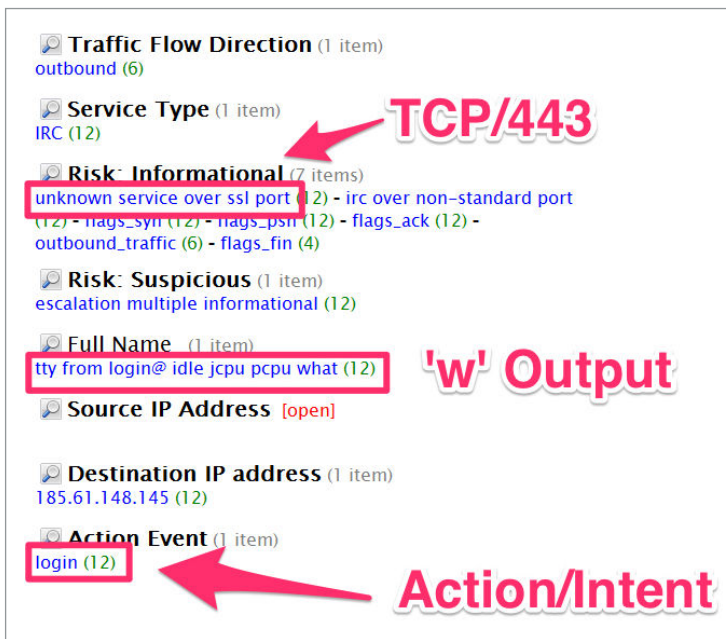 Traffic Flow Direction (1 item)
outbound (6)
Service Type (1 item)
IRC (12)
TCP/443
Risk: Informational (7 items)
unknown service over ssl port (12) - irc over non-standard port
(12) - flags_syn (12) - flags_psh (12) - flags_ack (12) -
outbound_traffic (6) - flags_fin (4)
Risk: Suspicious (1 item)
escalation multiple informational (12)
Full Name (1 item)
tty from login@ idle jcpu pcpu what (12)
'w' Output
Source IP Address [open]
Destination IP address (1 item)
185.61.148.145 (12)
Action Event (1 item)
login (12)
Action/Intent